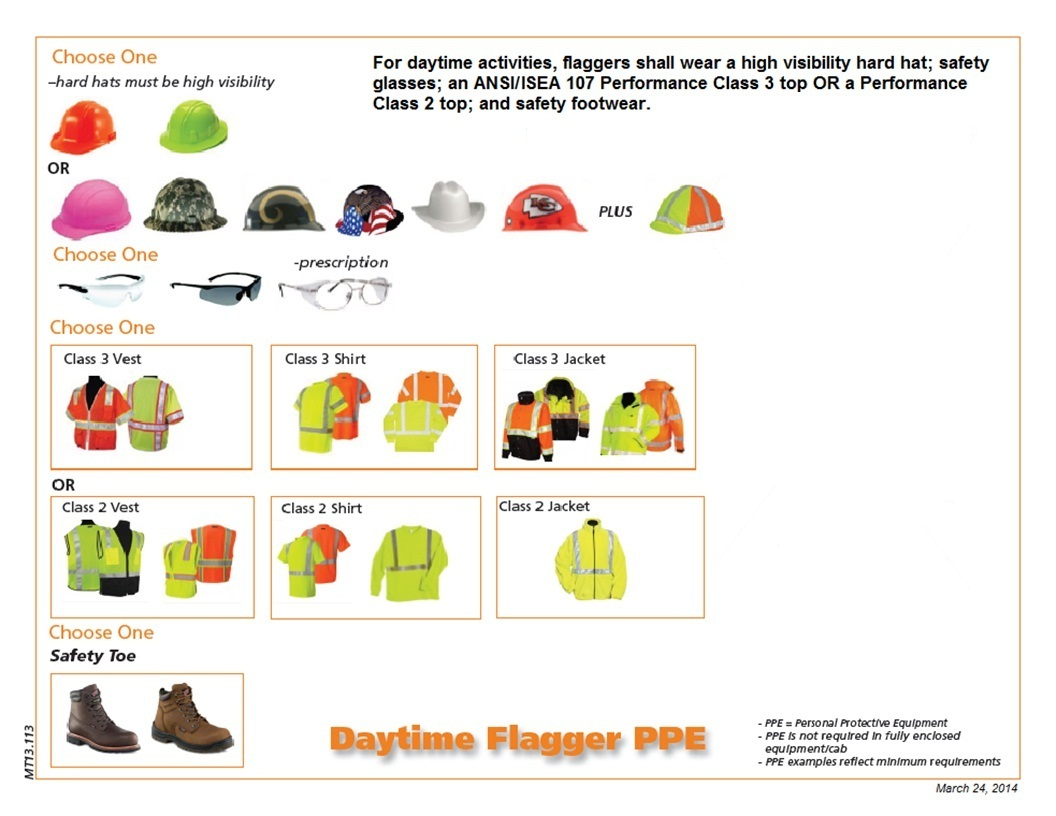 Choose One
–hard hats must be high visibility
For daytime activities, flaggers shall wear a high visibility hard hat; safety
glasses; an ANSI/ISEA 107 Performance Class 3 top OR a Performance
Class 2 top; and safety footwear.
OR
PLUS
Choose One
-prescription
Choose One
Class 3 Vest
Class 3 Shirt
Class 3 Jacket
OR
Class 2 Vest
Class 2 Shirt
Class 2 Jacket
Choose One
Safety Toe
Daytime Flagger PPE
- PPE = Personal Protective Equipment
- PPE is not required in fully enclosed
equipment/cab
- PPE examples reflect minimum requirements
MT13.113
March 24, 2014